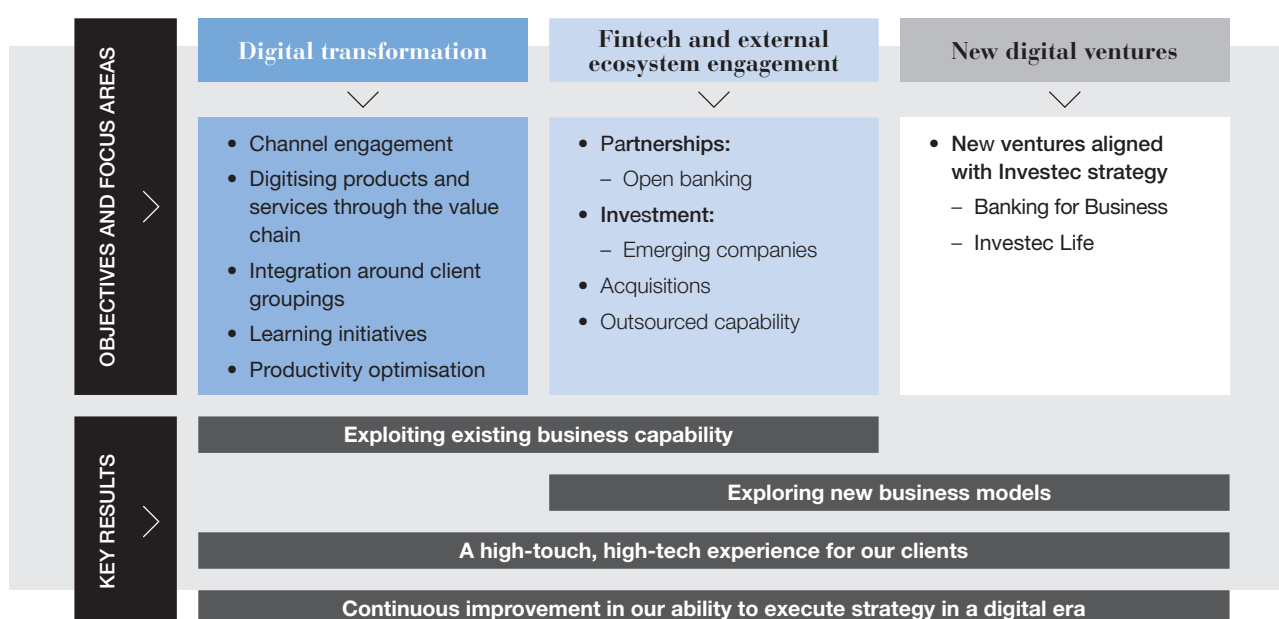 OBJECTIVES AND FOCUS AREAS
Digital transformation
• Channel engagement
• Digitising products and
services through the value
chain
• Integration around client
groupings
• Learning initiatives
• Productivity optimisation
Fintech and external
ecosystem engagement
• Partnerships:
– Open banking
• Investment:
– Emerging companies
• Acquisitions
• Outsourced capability
New digital ventures
• New ventures aligned
with Investec strategy
– Banking for Business
– Investec Life
KEY RESULTS
Exploiting existing business capability
Exploring new business models
A high-touch, high-tech experience for our clients
Continuous improvement in our ability to execute strategy in a digital era